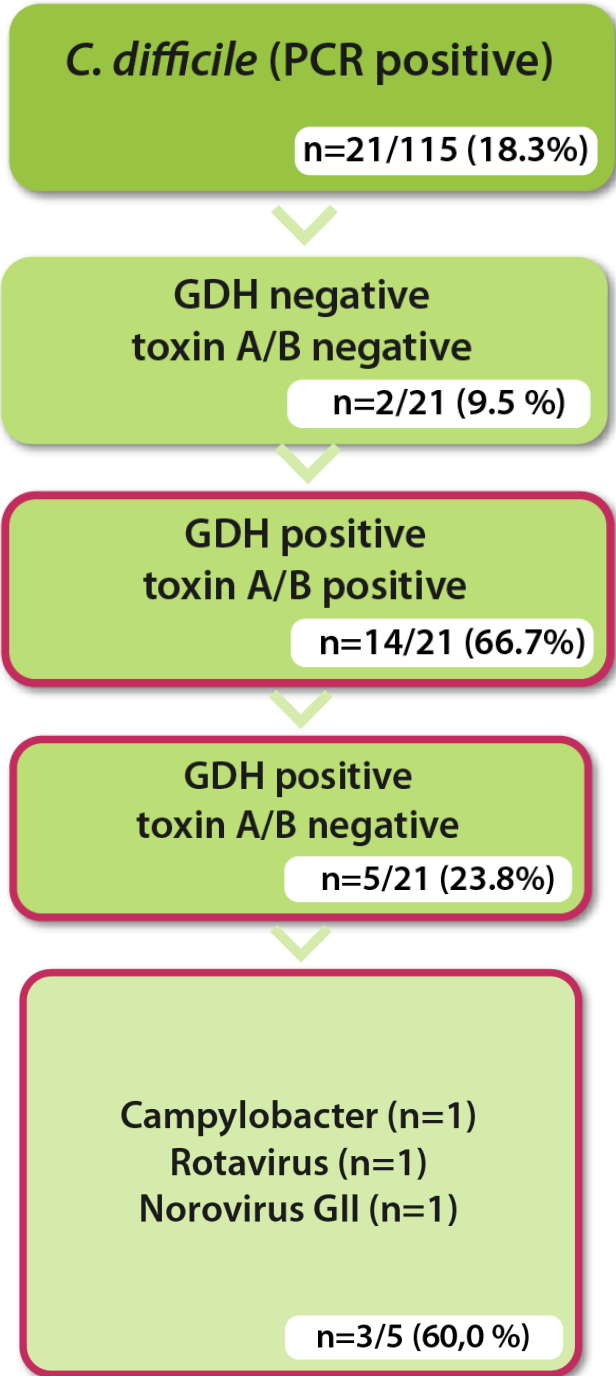 C. difficile (PCR positive)
n=21/115 (18.3%)
GDH negative
toxin A/B negative
n=2/21 (9.5 %)
GDH positive
toxin A/B positive
n=14/21 (66.7%)
GDH positive
toxin A/B negative
n=5/21 (23.8%)
Campylobacter (n=1)
Rotavirus (n=1)
Norovirus GII (n=1)
n=3/5 (60,0 %)